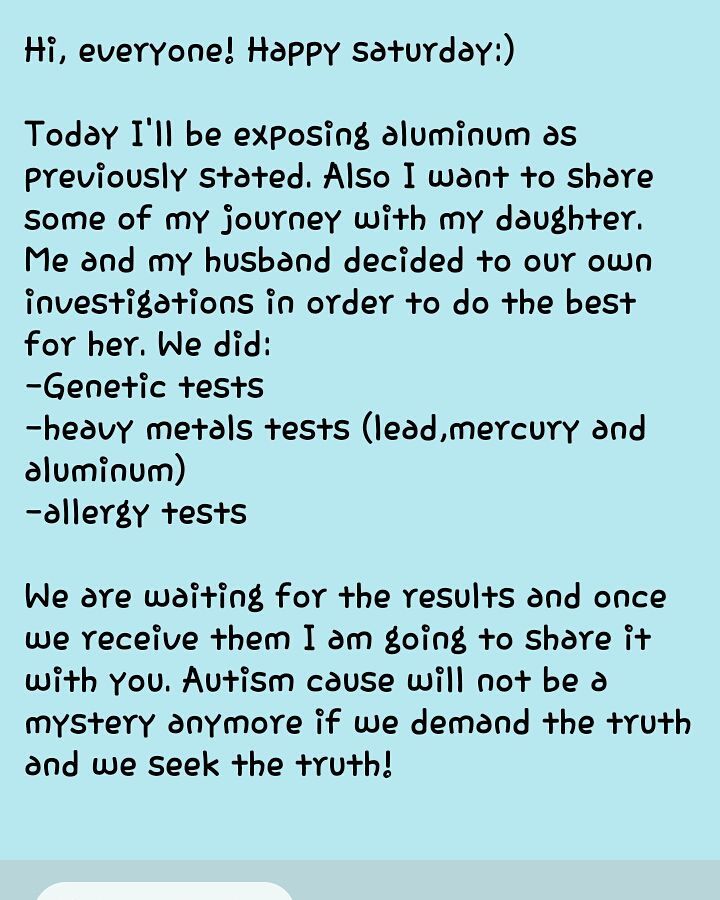 Hi, everyone! Happy saturday:)
Today I'll be exposing aluminum as
previously stated. Also I want to share
some of my journey with my daughter.
Me and my husband decided to our own
investigations in order to do the best
for her. We did:
-Genetic tests
-heavy metals tests (lead,mercury and
aluminum)
-allergy tests
We are waiting for the results and once
we receive them I am going to share it
with you. Autism cause will not be a
mystery anymore if we demand the truth
and we seek the truth!